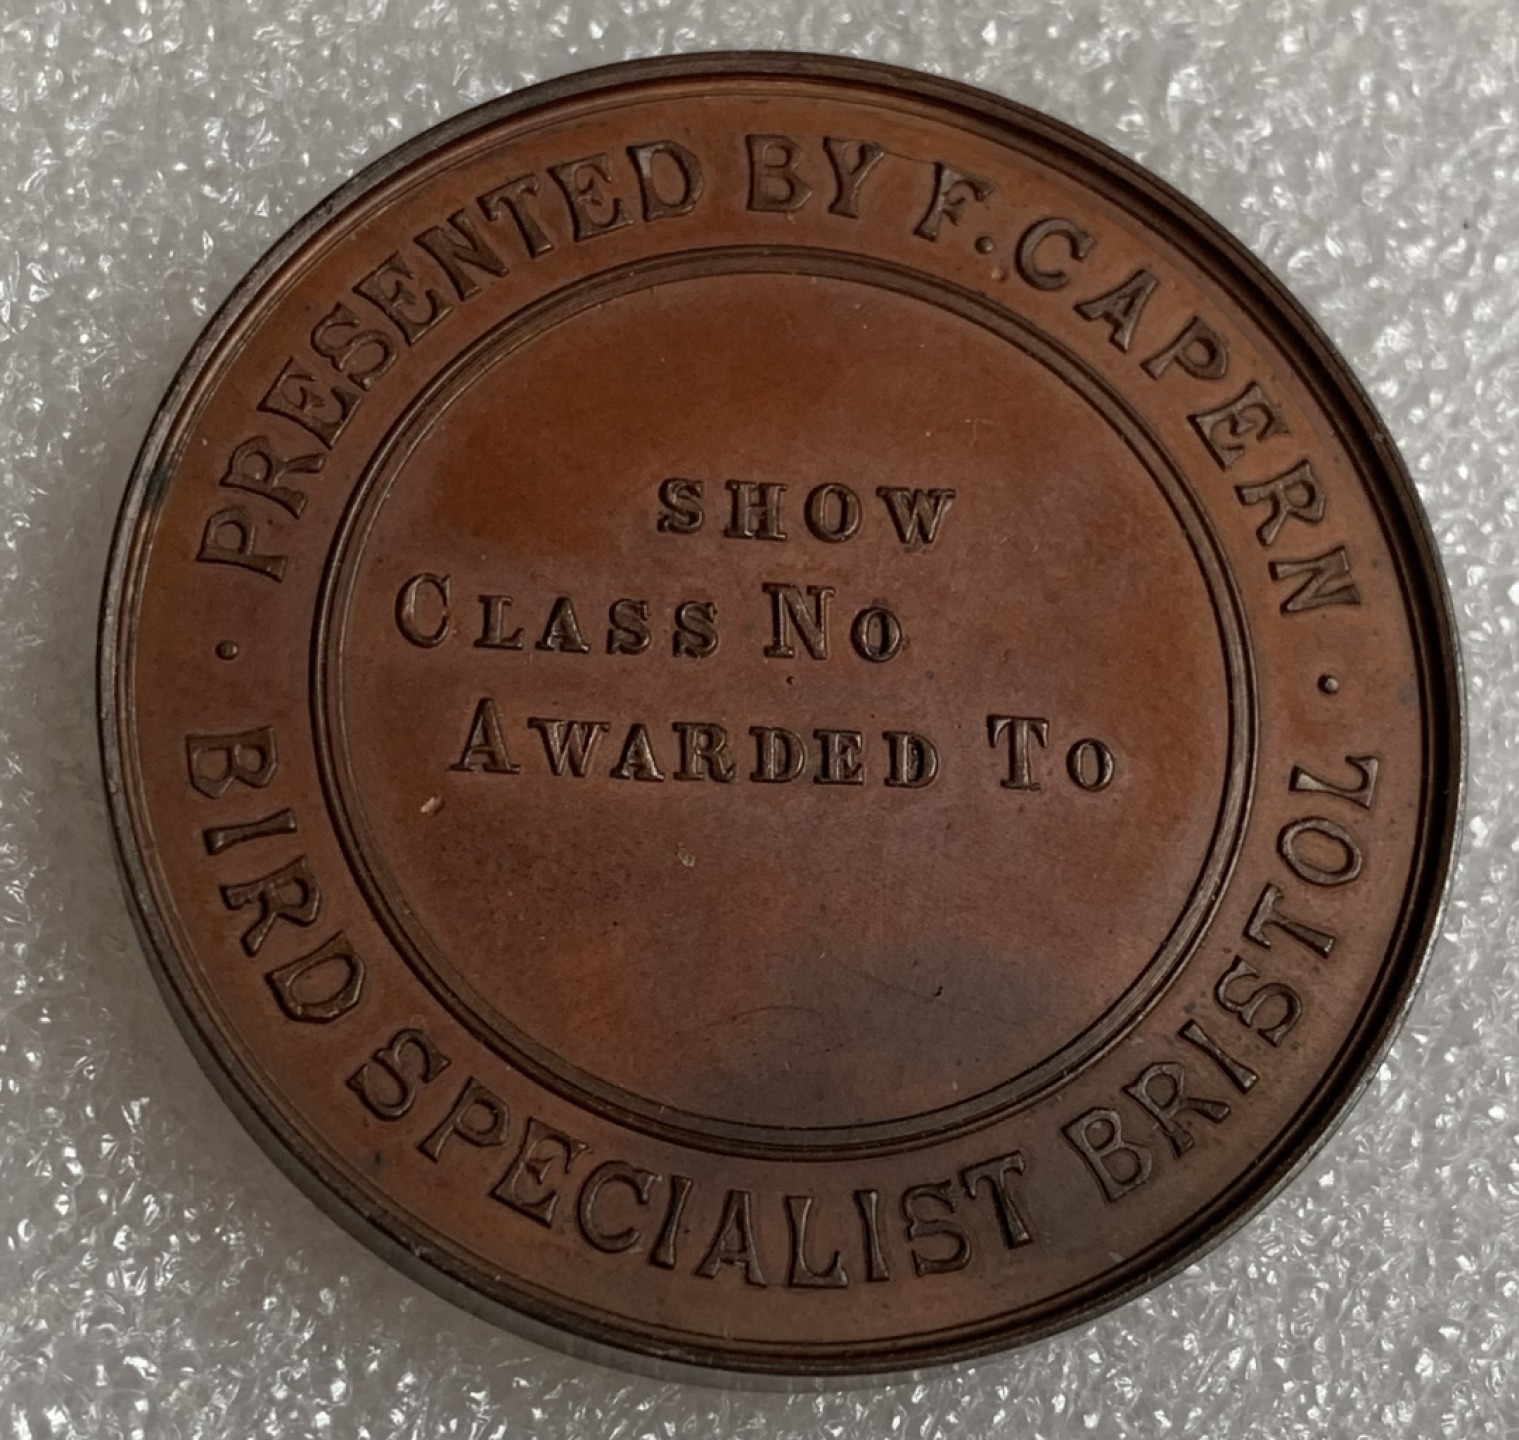 · PRESENTED BY F. CAPERN ·
BIRD SPECIALIST BRISTOL
SHOW
CLASS NO
AWARDED TO